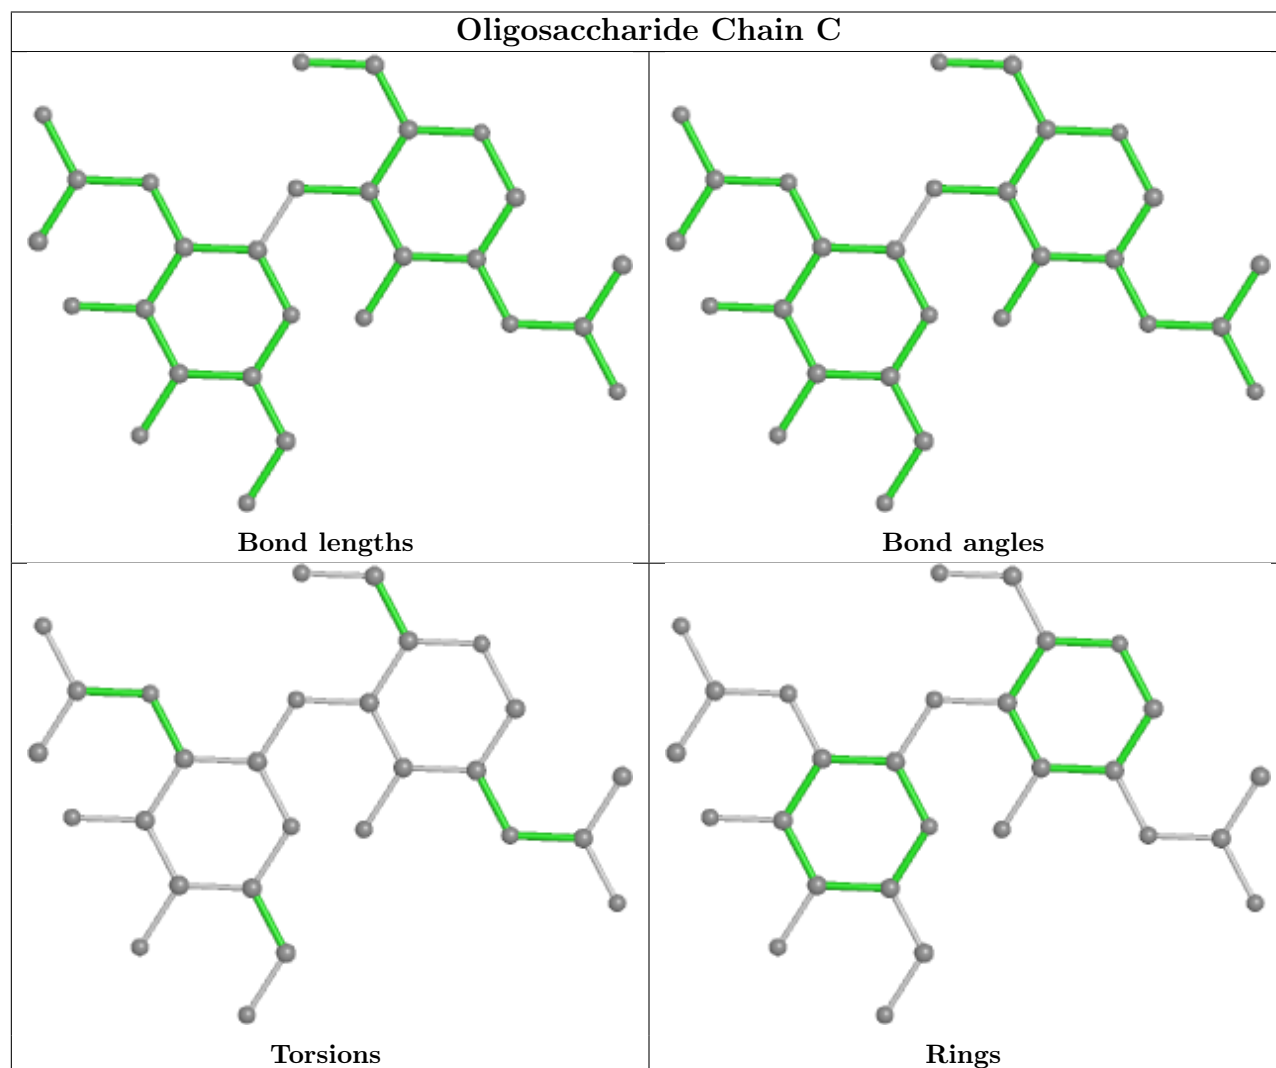 Oligosaccharide Chain C
Bond lengths
Bond angles
Torsions
Rings